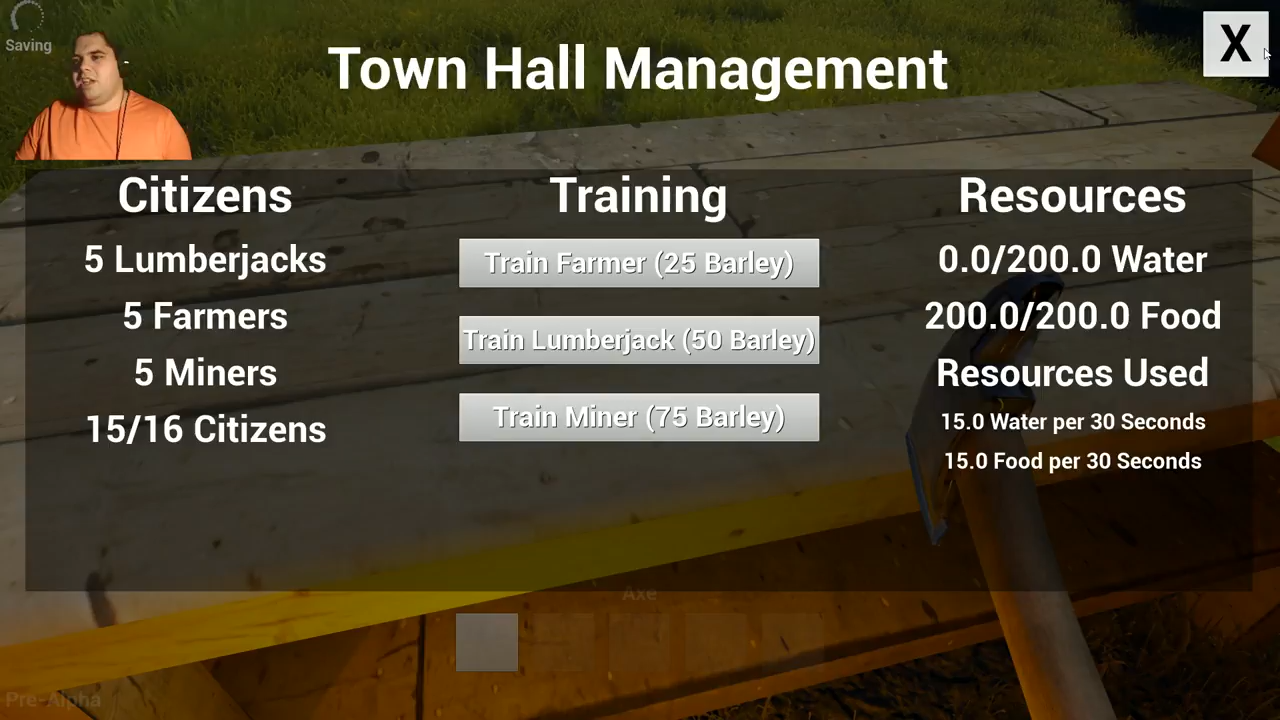 Saving
Town Hall Management
X
Citizens
5 Lumberjacks
5 Farmers
5 Miners
15/16 Citizens
Training
Train Farmer (25 Barley)
Train Lumberjack (50 Barley)
Train Miner (75 Barley)
Resources
0.0/200.0 Water
200.0/200.0 Food
Resources Used
15.0 Water per 30 Seconds
15.0 Food per 30 Seconds
Axe
Pre-Alpha